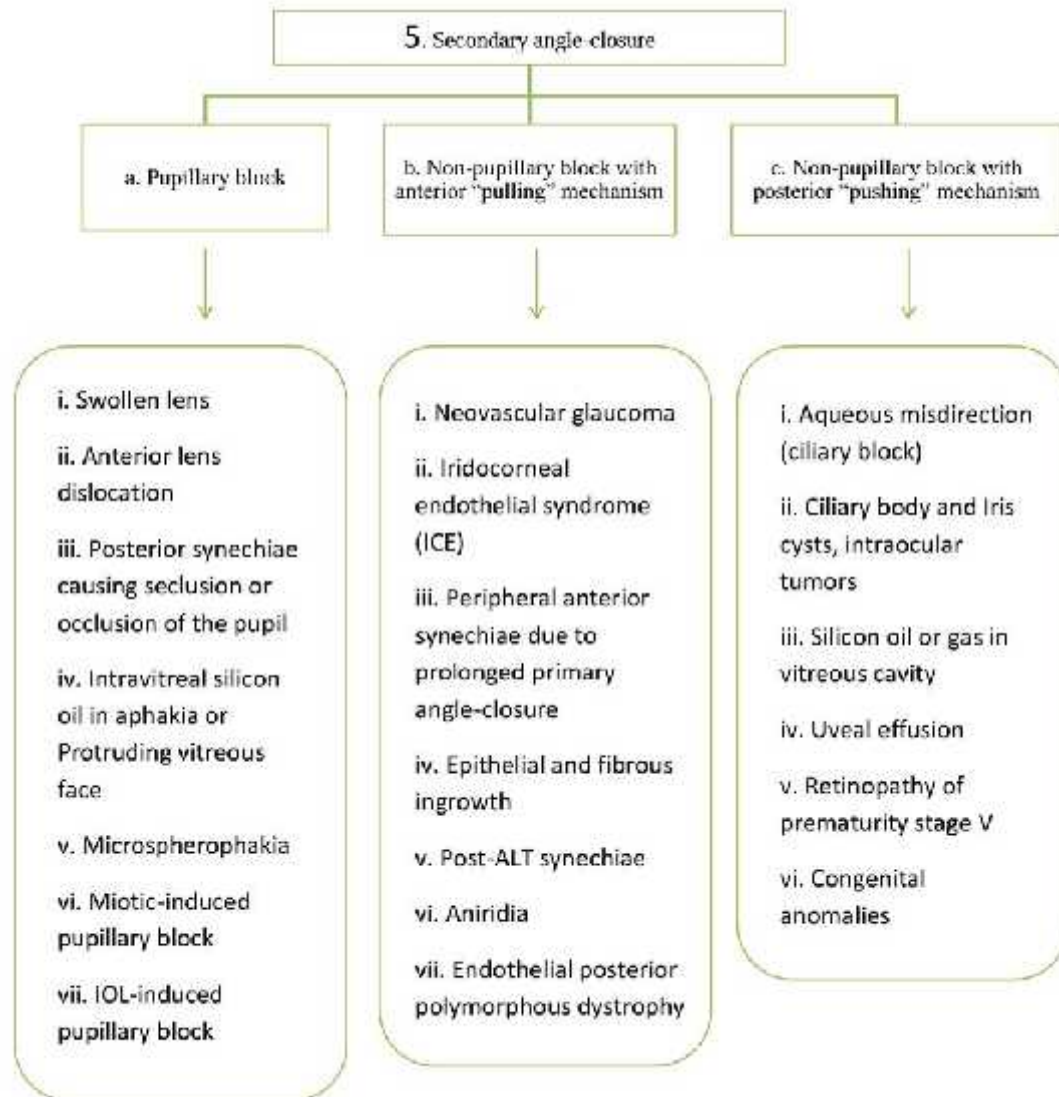 5. Secondary angle-closure
a. Pupillary block
b. Non-pupillary block with
anterior “pulling” mechanism
c. Non-pupillary block with
posterior “pushing” mechanism
i. Swollen lens
ii. Anterior lens
dislocation
iii. Posterior synechiae
causing seclusion or
occlusion of the pupil
iv. Intravitreal silicon
oil in aphakia or
Protruding vitreous
face
v. Microspherophakia
vi. Miotic-induced
pupillary block
vii. IOL-induced
pupillary block
i. Neovascular glaucoma
ii. Iridocorneal
endothelial syndrome
(ICE)
iii. Peripheral anterior
synechiae due to
prolonged primary
angle-closure
iv. Epithelial and fibrous
ingrowth
v. Post-ALT synechiae
vi. Aniridia
vii. Endothelial posterior
polymorphous dystrophy
i. Aqueous misdirection
(ciliary block)
ii. Ciliary body and Iris
cysts, intraocular
tumors
iii. Silicon oil or gas in
vitreous cavity
iv. Uveal effusion
v. Retinopathy of
prematurity stage V
vi. Congenital
anomalies